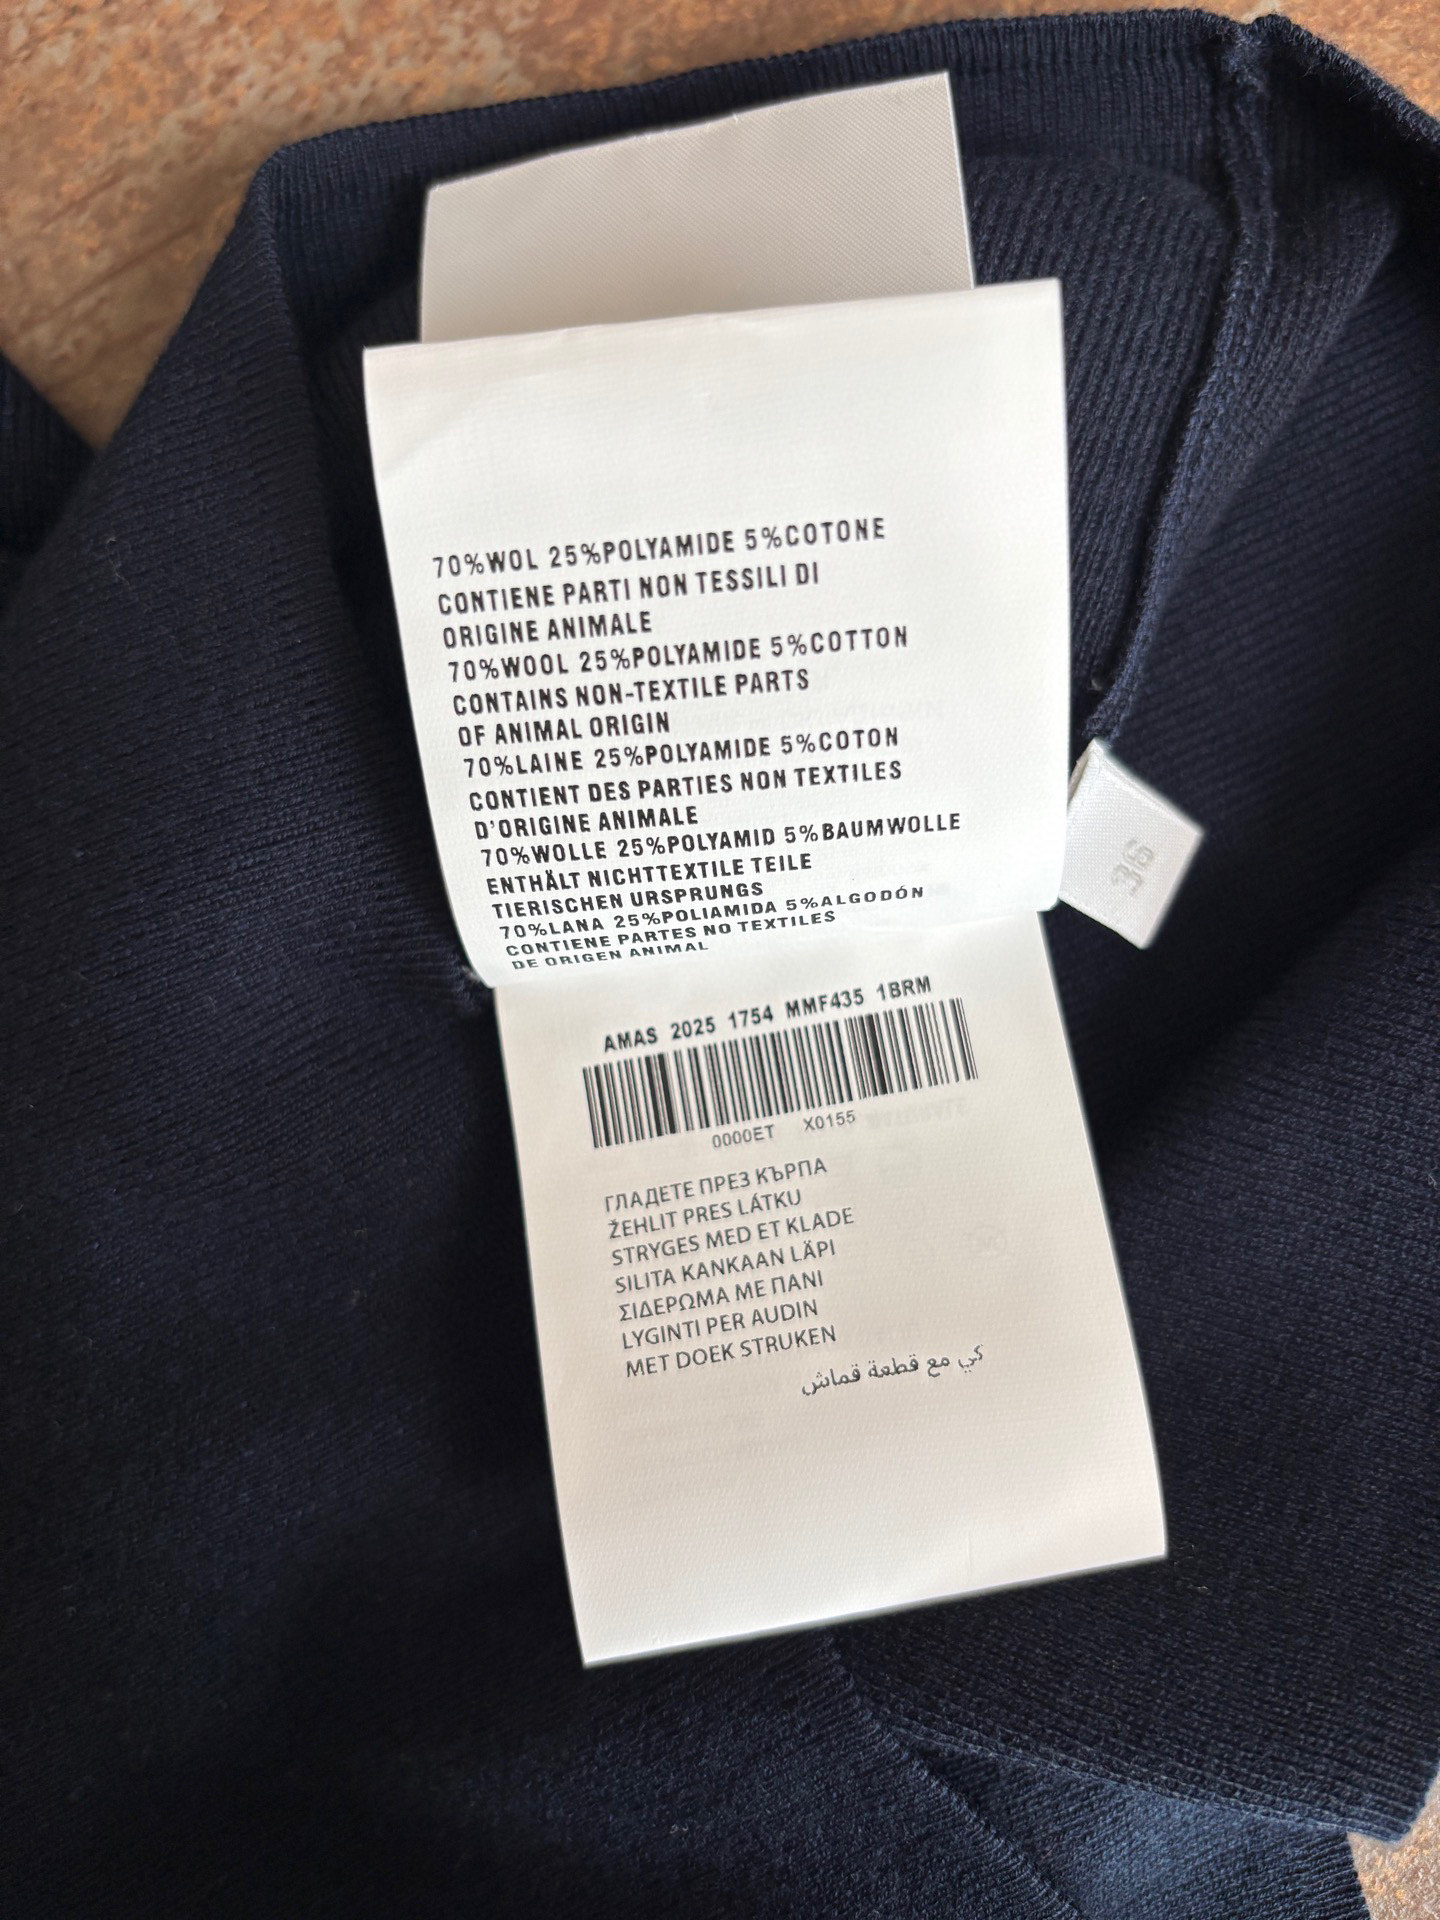 70%WOL 25%POLYAMIDE 5%COTONE
CONTIENE PARTI NON TESSILI DI
ORIGINE ANIMALE
70%WOOL 25%POLYAMIDE 5%COTTON
CONTAINS NON-TEXTILE PARTS
OF ANIMAL ORIGIN
70%LAINE 25%POLYAMIDE 5%COTON
CONTIENT DES PARTIES NON TEXTILES
D'ORIGINE ANIMALE
70%WOLLE 25%POLYAMID 5%BAUMWOLLE
ENTHÄLT NICHTTEXTILE TEILE
TIERISCHEN URSPRUNGS
70%LANA 25%POLIAMIDA 5%ALGODÓN
CONTIENE PARTES NO TEXTILES
DE ORIGEN ANIMAL
36
AMAS 2025 1754 MMF435 1BRM
0000ET X0155
ГЛАДЕТЕ ПРЕЗ КЪРПА
ŽEHLIT PRES LÁTKU
STRYGES MED ET KLADE
SILITA KANKAAN LÄPI
ΣΙΔΕΡΩΜΑ ΜΕ ΠΑΝΙ
LYGINTI PER AUDIN
MET DOEK STRUKEN
كي مع قطعة قماش